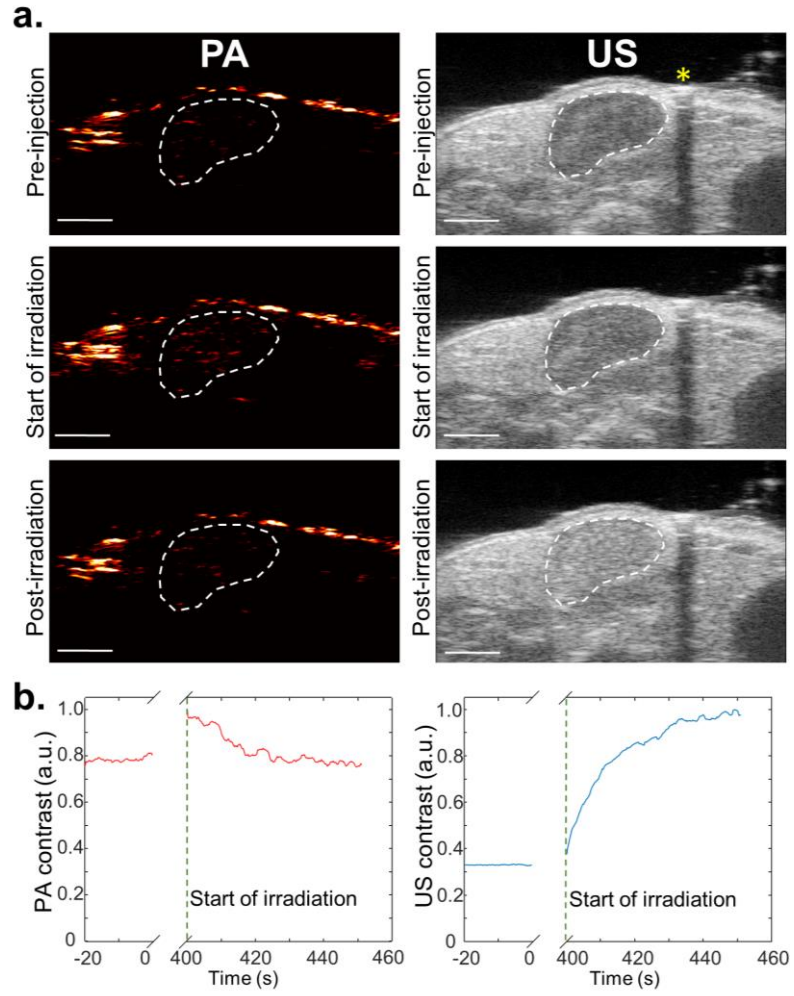 a.
PA
US
*
Pre-injection
Pre-injection
Start of irradiation
Start of irradiation
Post-irradiation
Post-irradiation
b.
PA contrast (a.u.)
1.0
0.8
0.6
0.4
0.2
0
Start of irradiation
-20 0 400 420 440 460
Time (s)
US contrast (a.u.)
1.0
0.8
0.6
0.4
0.2
0
Start of irradiation
-20 0 400 420 440 460
Time (s)